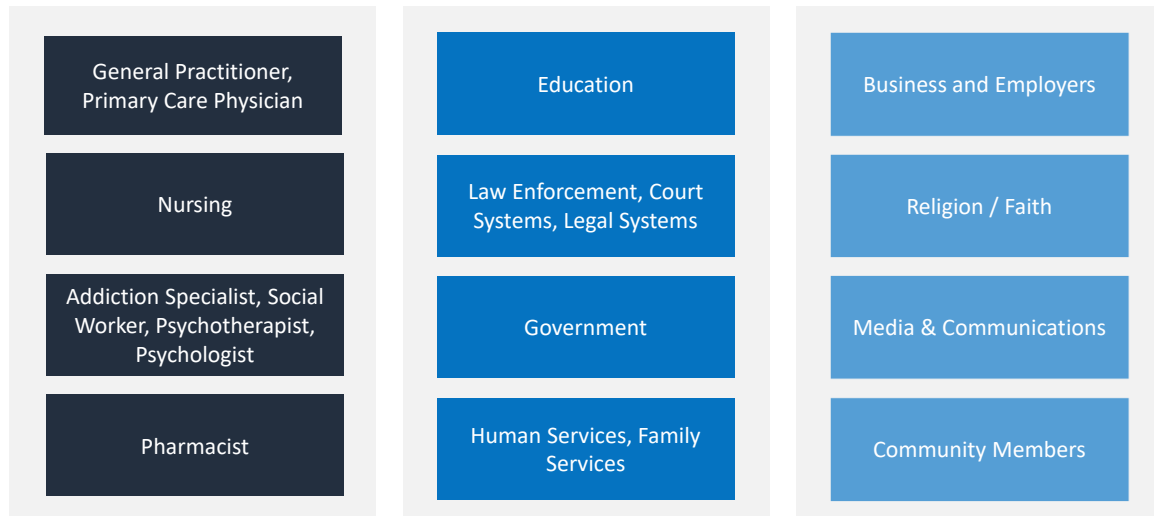 General Practitioner,
Primary Care Physician
Nursing
Addiction Specialist, Social
Worker, Psychotherapist,
Psychologist
Pharmacist
Education
Law Enforcement, Court
Systems, Legal Systems
Government
Human Services, Family
Services
Business and Employers
Religion / Faith
Media & Communications
Community Members